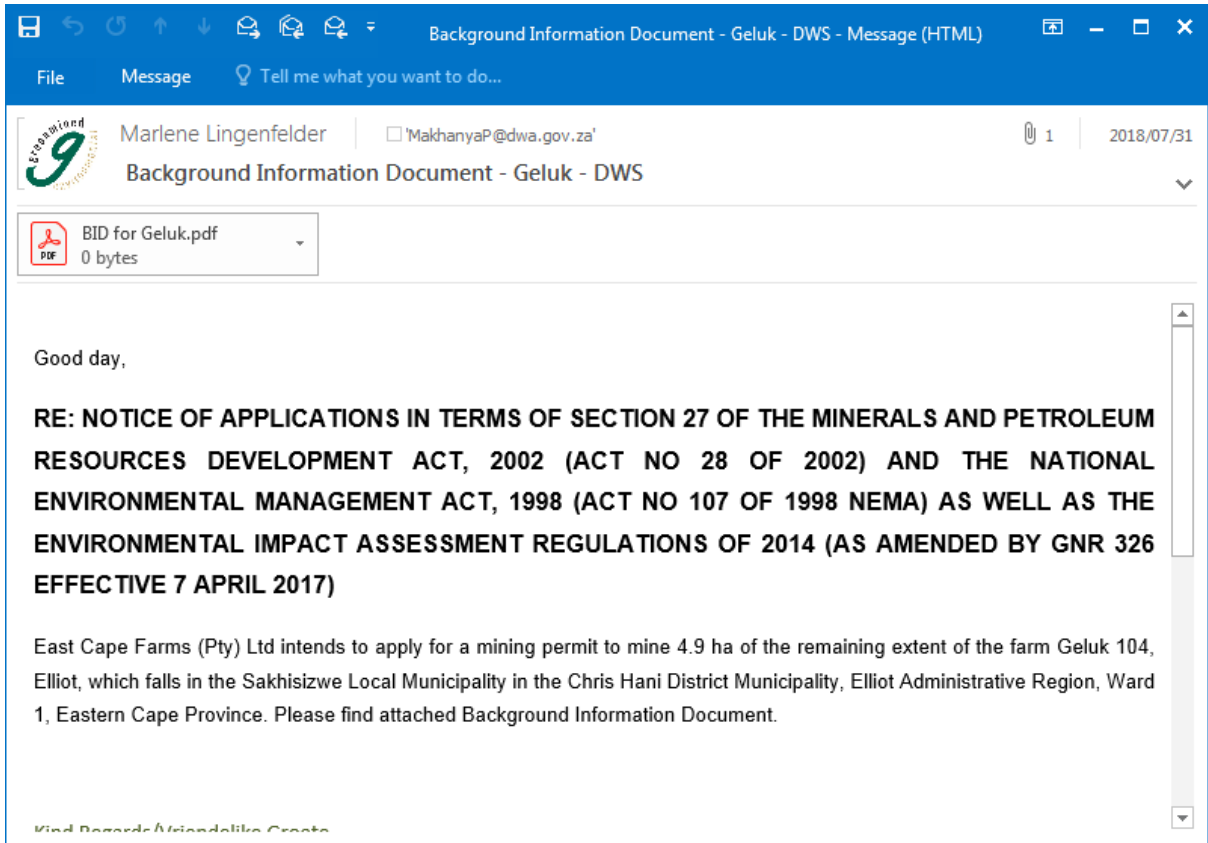 Background Information Document - Geluk - DWS - Message (HTML)
File Message Tell me what you want to do...
Marlene Lingenfelder 'MakhanyaP@dwa.gov.za' 1 2018/07/31
Background Information Document - Geluk - DWS
BID for Geluk.pdf
PDF 0 bytes
Good day,
RE: NOTICE OF APPLICATIONS IN TERMS OF SECTION 27 OF THE MINERALS AND PETROLEUM
RESOURCES DEVELOPMENT ACT, 2002 (ACT NO 28 OF 2002) AND THE NATIONAL
ENVIRONMENTAL MANAGEMENT ACT, 1998 (ACT NO 107 OF 1998 NEMA) AS WELL AS THE
ENVIRONMENTAL IMPACT ASSESSMENT REGULATIONS OF 2014 (AS AMENDED BY GNR 326
EFFECTIVE 7 APRIL 2017)
East Cape Farms (Pty) Ltd intends to apply for a mining permit to mine 4.9 ha of the remaining extent of the farm Geluk 104,
Elliot, which falls in the Sakhisizwe Local Municipality in the Chris Hani District Municipality, Elliot Administrative Region, Ward
1, Eastern Cape Province. Please find attached Background Information Document.
Kind Regards/Vriendelike Groete